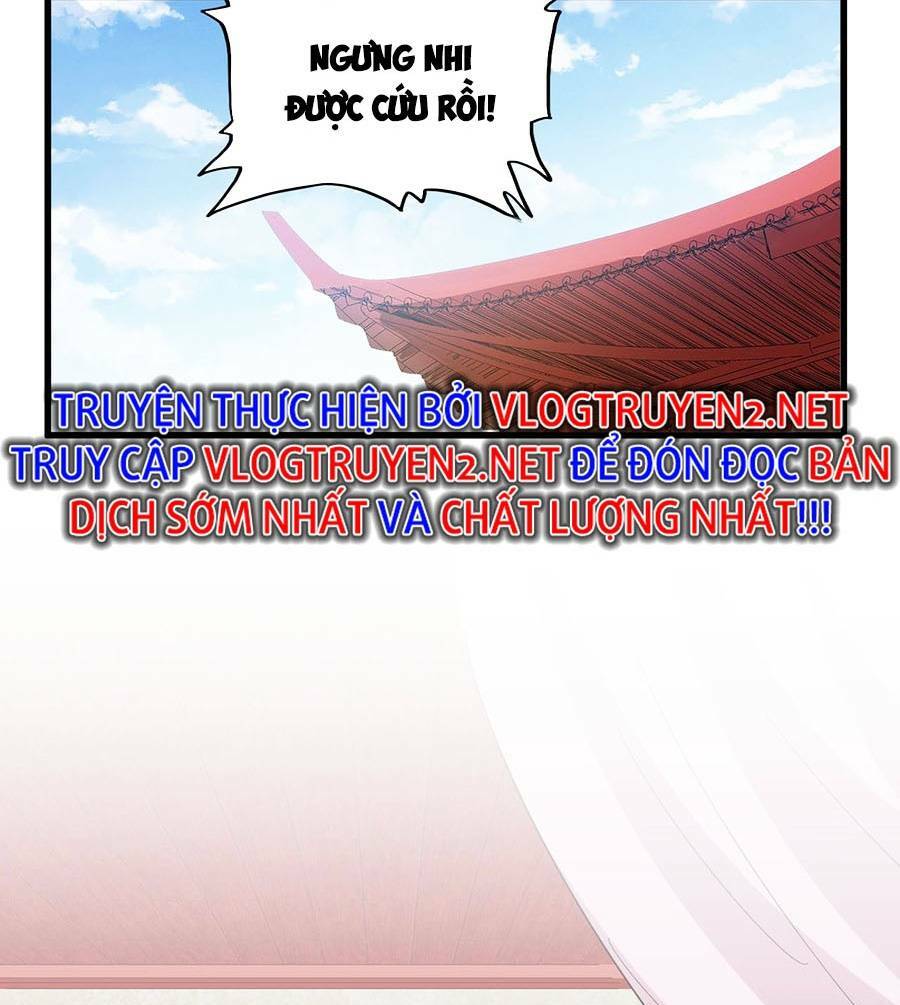 NGƯNG NHI
ĐƯỢC CỨU RỒI!
TRUYỆN THỰC HIỆN BỞI VLOGTRUYEN2.NET
TRUY CẬP VLOGTRUYEN2.NET ĐỂ ĐÓN ĐỌC BẢN
DỊCH SỚM NHẤT VÀ CHẤT LƯỢNG NHẤT!!!